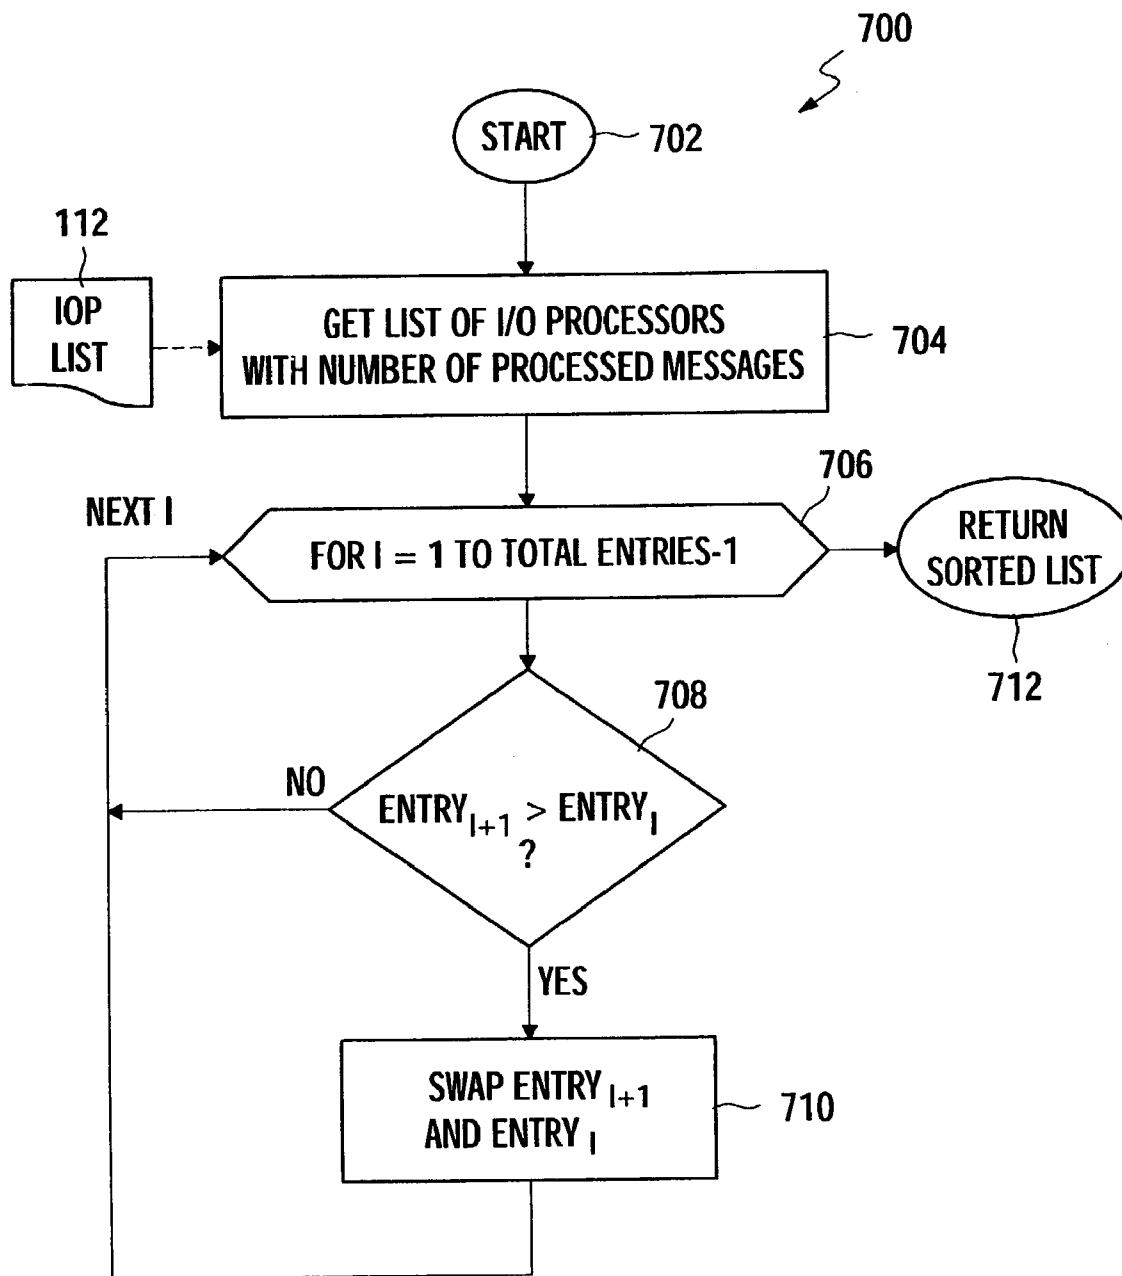 700
START
702
112
IOP
LIST
GET LIST OF I/O PROCESSORS
WITH NUMBER OF PROCESSED MESSAGES
704
706
NEXT I
FOR I = 1 TO TOTAL ENTRIES-1
RETURN
SORTED LIST
712
708
NO
ENTRY I+1 > ENTRY I
?
YES
SWAP ENTRY I+1
AND ENTRY I
710